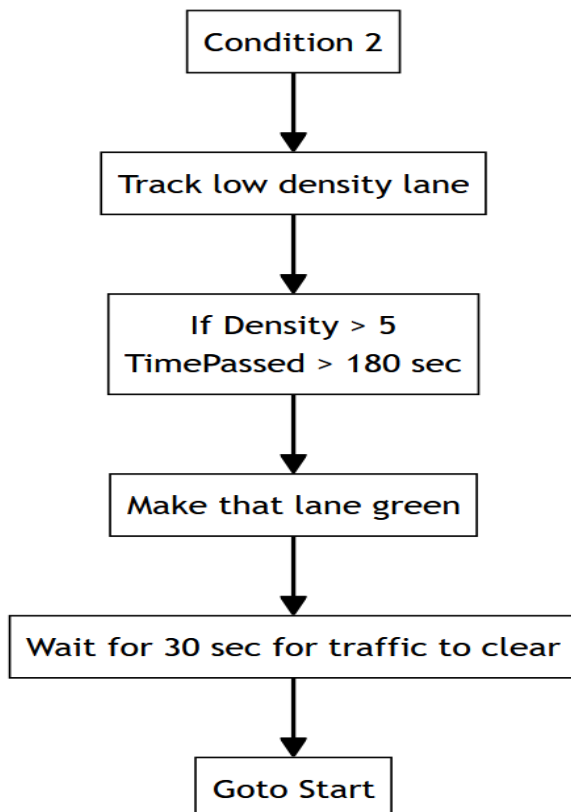 Condition 2
Track low density lane
If Density > 5
TimePassed > 180 sec
Make that lane green
Wait for 30 sec for traffic to clear
Goto Start